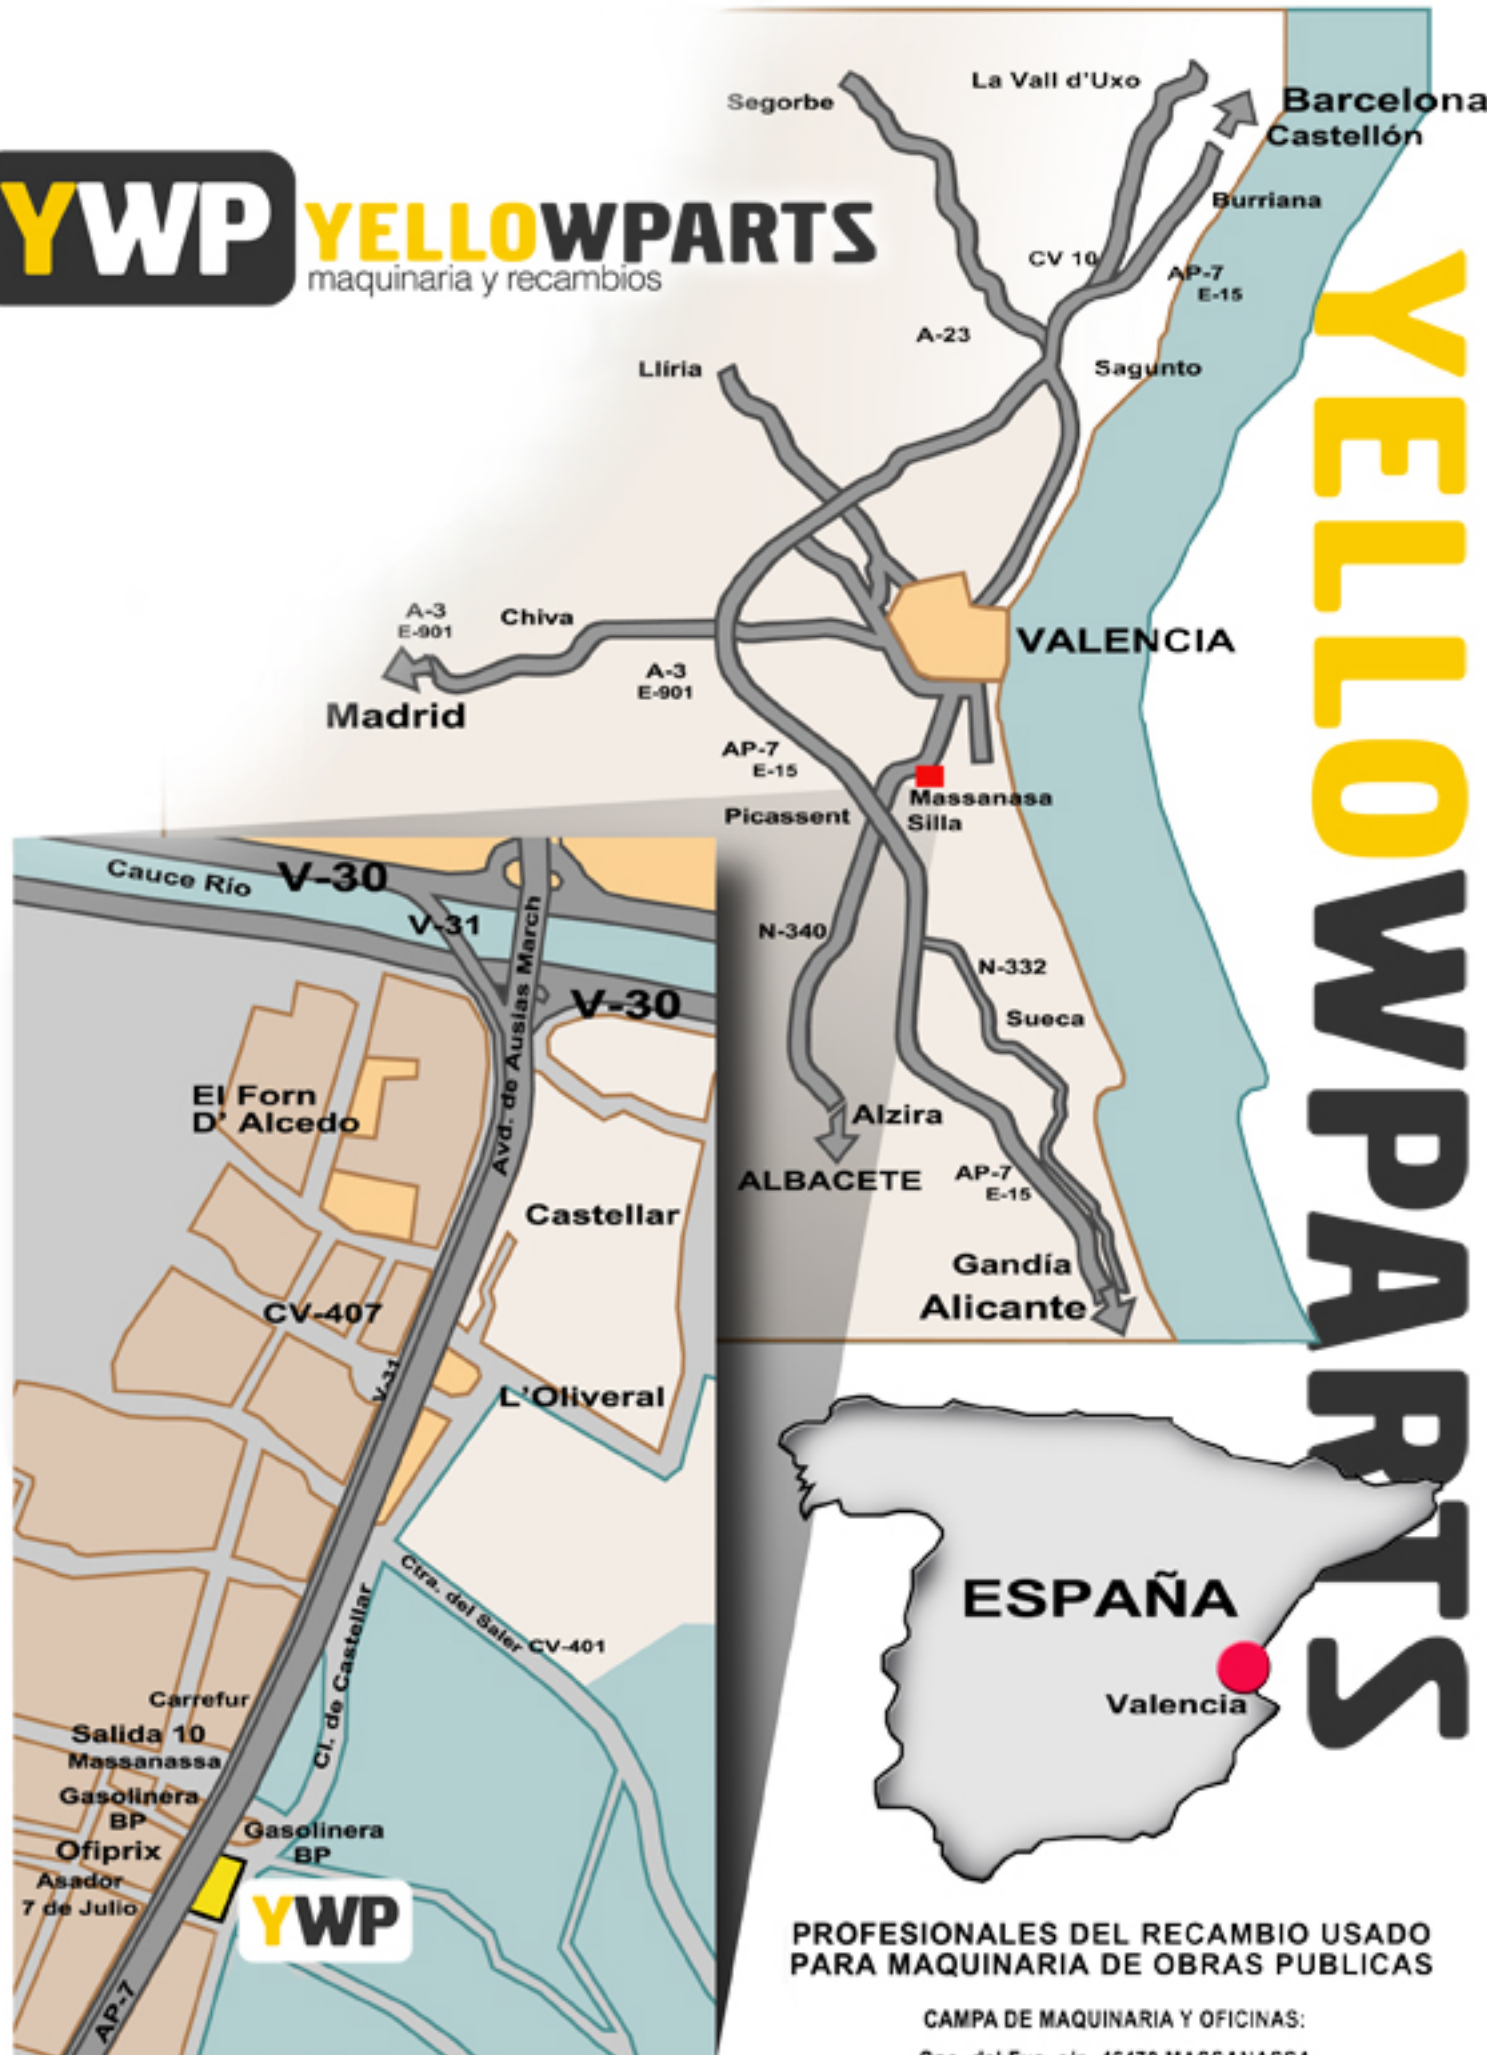 YWP YELLOWPARTS
maquinaria y recambios
Segorbe
La Vall d'Uxo
Barcelona
Castellón
Burriana
CV 10
AP-7
E-15
A-23
Sagunto
Llíria
A-3
E-901
Chiva
VALENCIA
A-3
E-901
Madrid
AP-7
E-15
Picassent
Massanasa
Silla
N-340
N-332
Sueca
Alzira
ALBACETE
AP-7
E-15
Gandía
Alicante
YELLOWPARTS
Cauce Río
V-30
V-31
Avd. de Ausias March
V-30
El Forn
D' Alcedo
Castellar
CV-407
V-31
L'Oliveral
Ctra. del Saler CV-401
Cl. de Castellar
Carrefur
Salida 10
Massanassa
Gasolinera
BP
Ofiprix
Asador
7 de Julio
Gasolinera
BP
YWP
AP-7
ESPAÑA
Valencia
PROFESIONALES DEL RECAMBIO USADO
PARA MAQUINARIA DE OBRAS PUBLICAS
CAMPA DE MAQUINARIA Y OFICINAS: